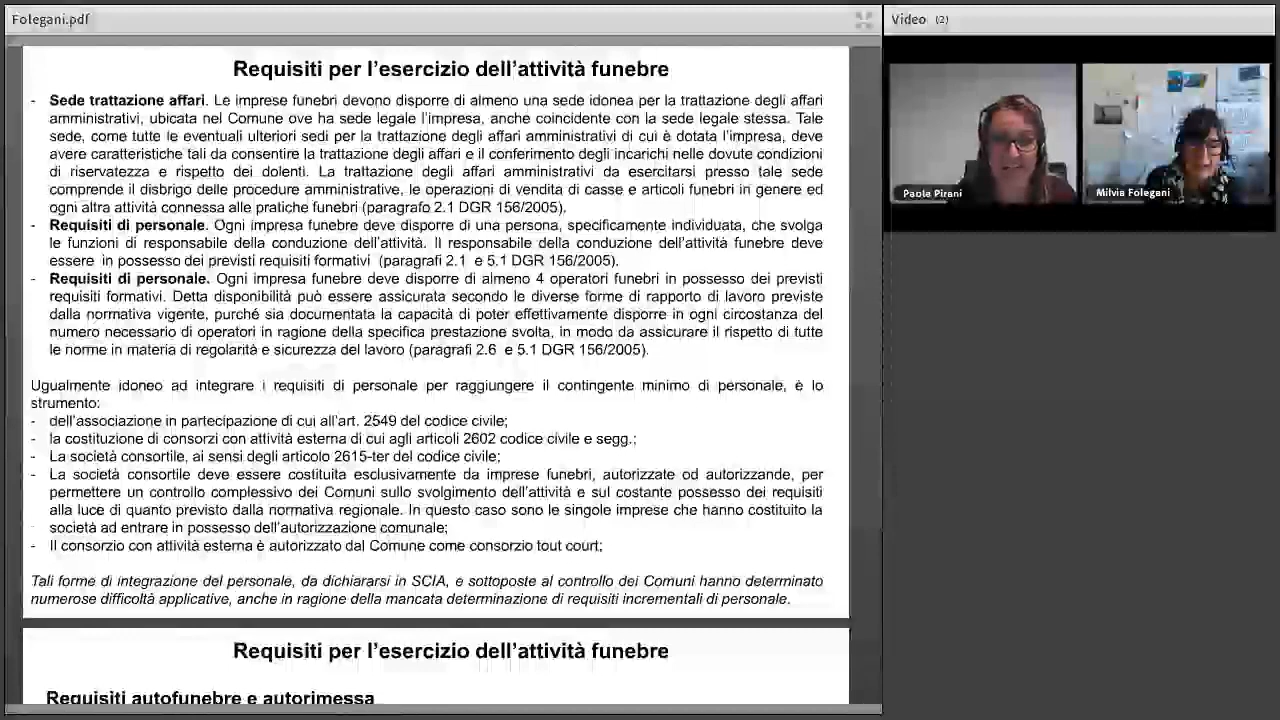 Folegani.pdf
Video (2)
Paola Pirani
Milvia Folegani
Requisiti per l'esercizio dell'attività funebre
- Sede trattazione affari. Le imprese funebri devono disporre di almeno una sede idonea per la trattazione degli affari
amministrativi, ubicata nel Comune ove ha sede legale l'impresa, anche coincidente con la sede legale stessa. Tale
sede, come tutte le eventuali ulteriori sedi per la trattazione degli affari amministrativi di cui è dotata l'impresa, deve
avere caratteristiche tali da consentire la trattazione degli affari e il conferimento degli incarichi nelle dovute condizioni
di riservatezza e rispetto dei dolenti. La trattazione degli affari amministrativi da esercitarsi presso tale sede
comprende il disbrigo delle procedure amministrative, le operazioni di vendita di casse e articoli funebri in genere ed
ogni altra attività connessa alle pratiche funebri (paragrafo 2.1 DGR 156/2005).
- Requisiti di personale. Ogni impresa funebre deve disporre di una persona, specificamente individuata, che svolga
le funzioni di responsabile della conduzione dell'attività. Il responsabile della conduzione dell'attività funebre deve
essere in possesso dei previsti requisiti formativi (paragrafi 2.1 e 5.1 DGR 156/2005).
- Requisiti di personale. Ogni impresa funebre deve disporre di almeno 4 operatori funebri in possesso dei previsti
requisiti formativi. Detta disponibilità può essere assicurata secondo le diverse forme di rapporto di lavoro previste
dalla normativa vigente, purché sia documentata la capacità di poter effettivamente disporre in ogni circostanza del
numero necessario di operatori in ragione della specifica prestazione svolta, in modo da assicurare il rispetto di tutte
le norme in materia di regolarità e sicurezza del lavoro (paragrafi 2.6 e 5.1 DGR 156/2005).
Ugualmente idoneo ad integrare i requisiti di personale per raggiungere il contingente minimo di personale, è lo
strumento:
- dell'associazione in partecipazione di cui all'art. 2549 del codice civile;
- la costituzione di consorzi con attività esterna di cui agli articoli 2602 codice civile e segg.;
- La società consortile, ai sensi degli articolo 2615-ter del codice civile;
- La società consortile deve essere costituita esclusivamente da imprese funebri, autorizzate od autorizzande, per
permettere un controllo complessivo dei Comuni sullo svolgimento dell'attività e sul costante possesso dei requisiti
alla luce di quanto previsto dalla normativa regionale. In questo caso sono le singole imprese che hanno costituito la
- società ad entrare in possesso dell'autorizzazione comunale;
- Il consorzio con attività esterna è autorizzato dal Comune come consorzio tout court;
Tali forme di integrazione del personale, da dichiararsi in SCIA, e sottoposte al controllo dei Comuni hanno determinato
numerose difficoltà applicative, anche in ragione della mancata determinazione di requisiti incrementali di personale.
Requisiti per l'esercizio dell'attività funebre
Requisiti autofunebre e autorimessa